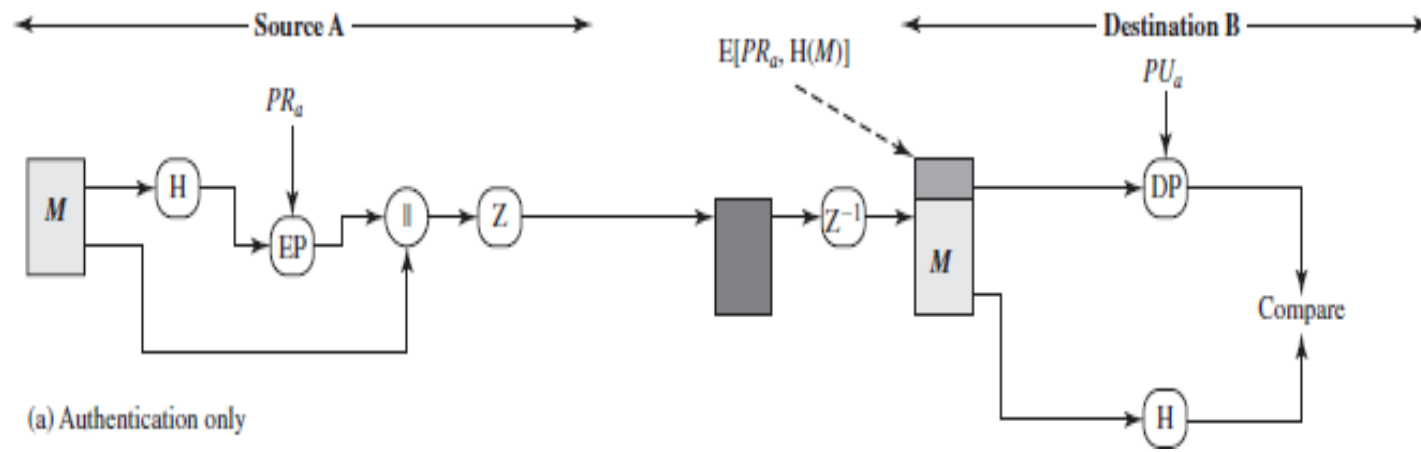 Source A
Destination B
E[PRₐ, H(M)]
PUₐ
PRₐ
M
H
EP
||
Z
Z⁻¹
M
DP
Compare
H
(a) Authentication only